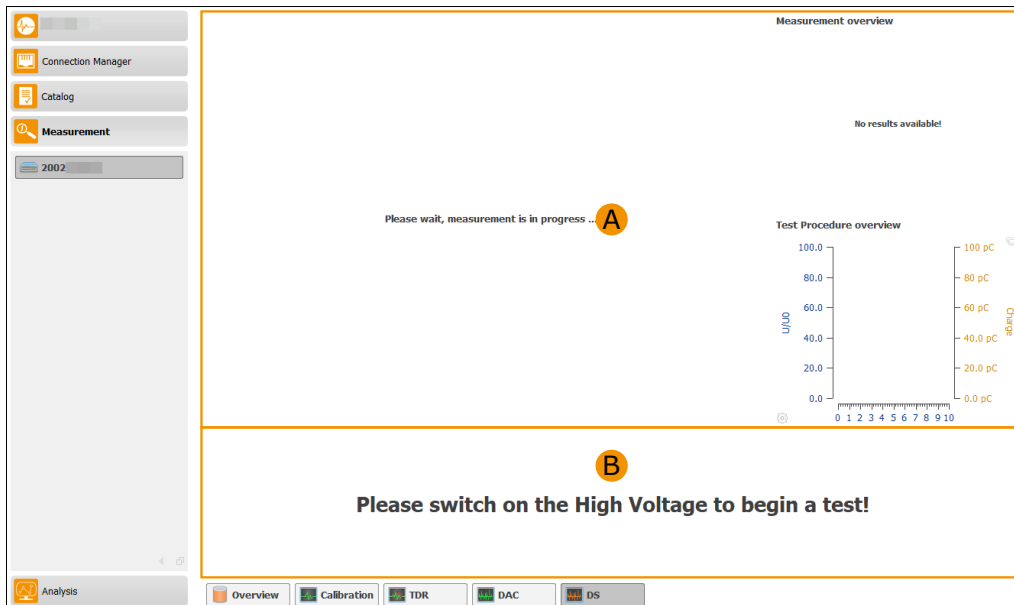 Connection Manager
Catalog
Measurement
2002
Analysis
Measurement overview
No results available!
Please wait, measurement is in progress ...
A
Test Procedure overview
100.0
80.0
60.0
40.0
20.0
0.0
U/U0
100 pC
80 pC
60 pC
40.0 pC
20.0 pC
0.0 pC
Charge
0 1 2 3 4 5 6 7 8 9 10
B
Please switch on the High Voltage to begin a test!
Overview
Calibration
TDR
DAC
DS